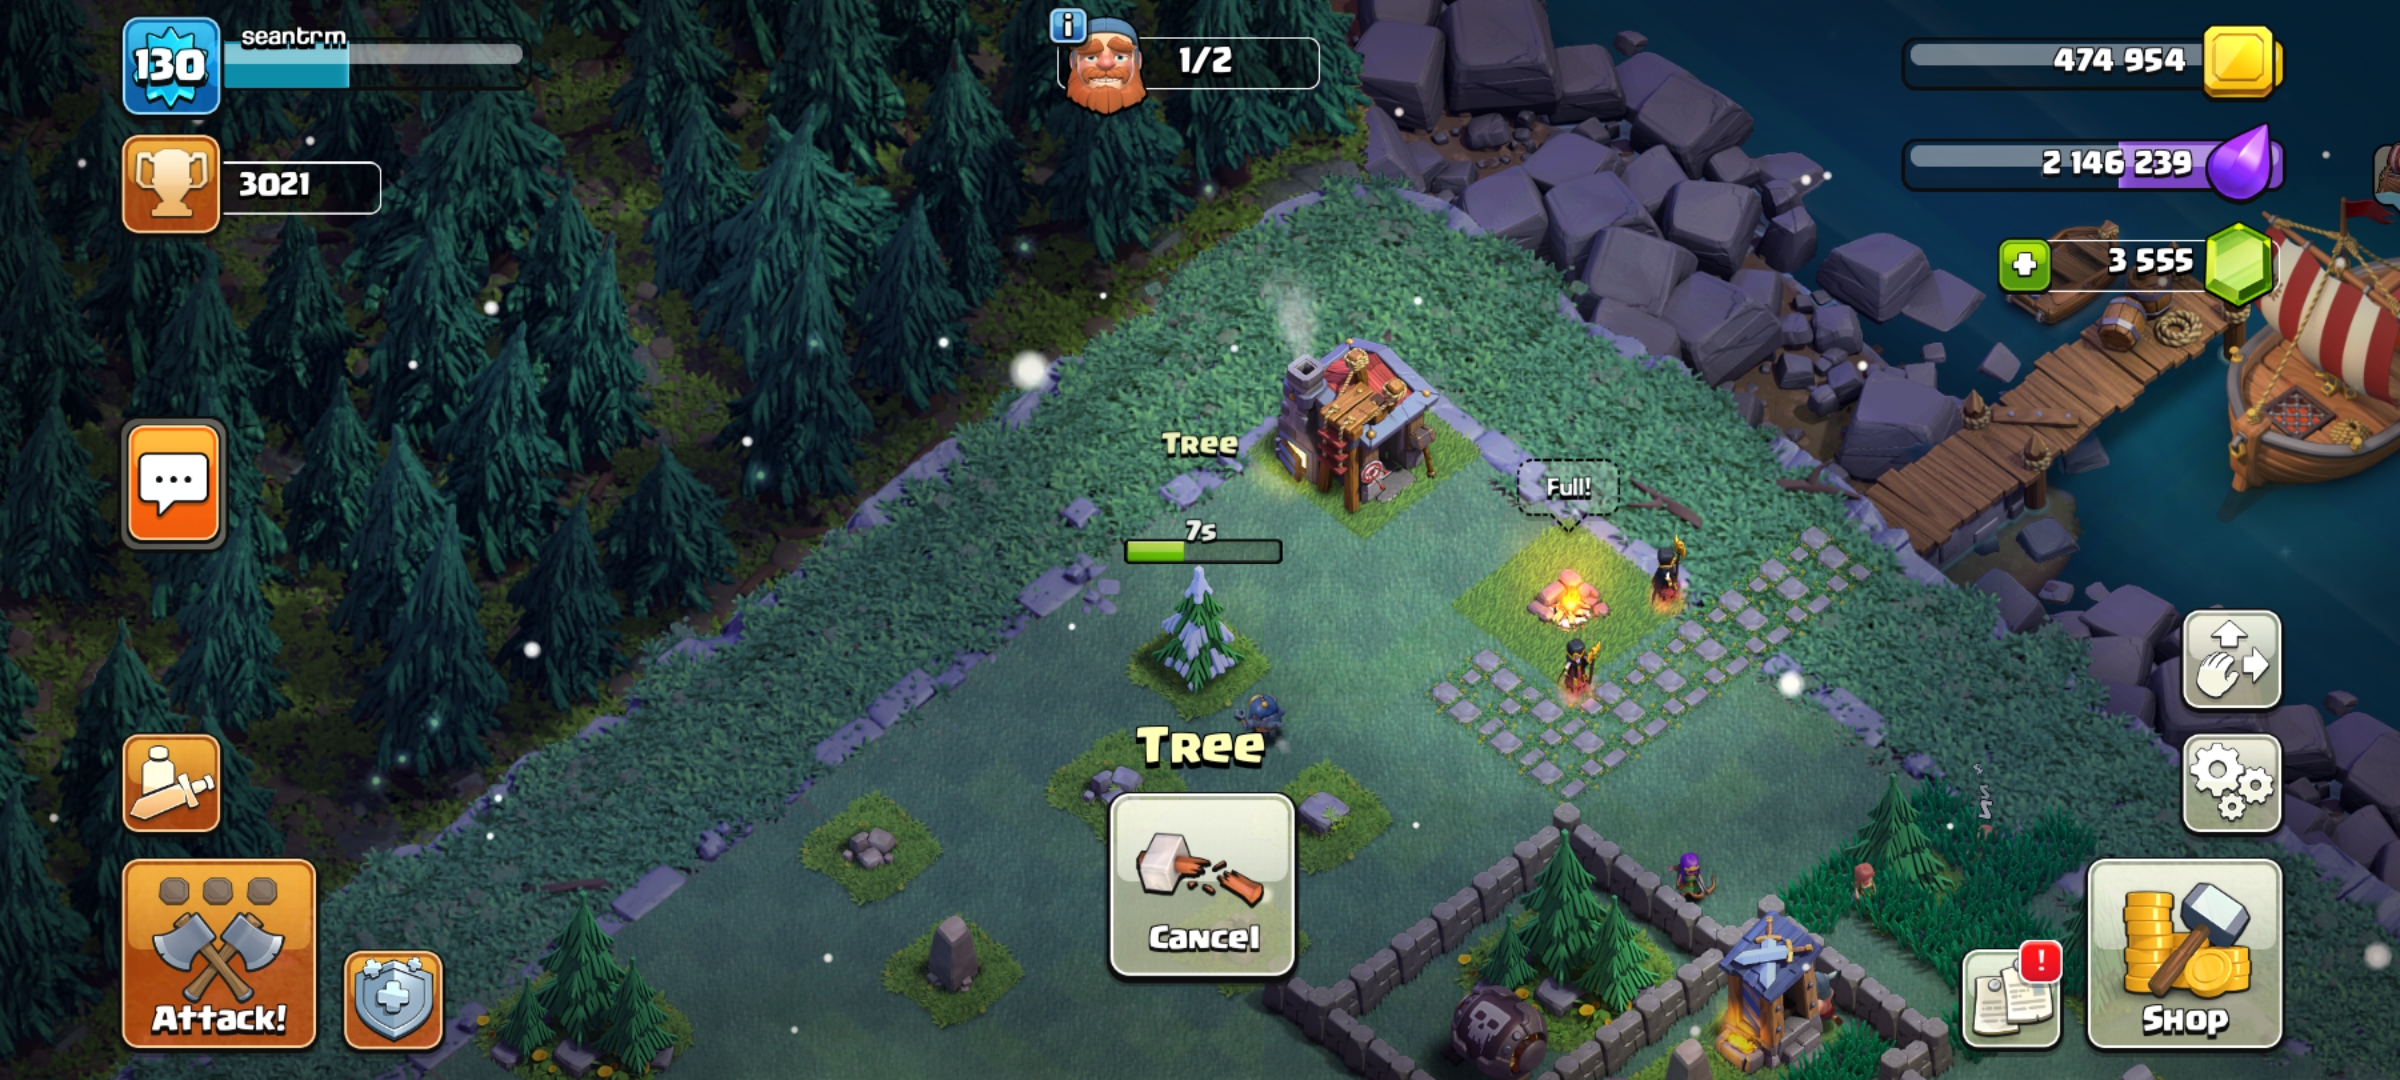 130
seantrm
i
1/2
474 954
3021
2 146 239
3 555
Tree
Full!
7s
Tree
Cancel
Attack!
!
Shop